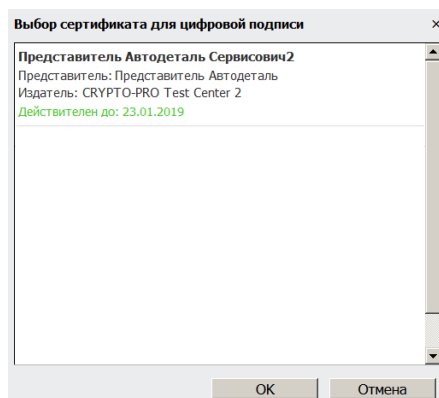 Выбор сертификата для цифровой подписи
Представитель Автодеталь Сервисович2
Представитель: Представитель Автодеталь
Издатель: CRYPTO-PRO Test Center 2
Действителен до: 23.01.2019
OK Отмена